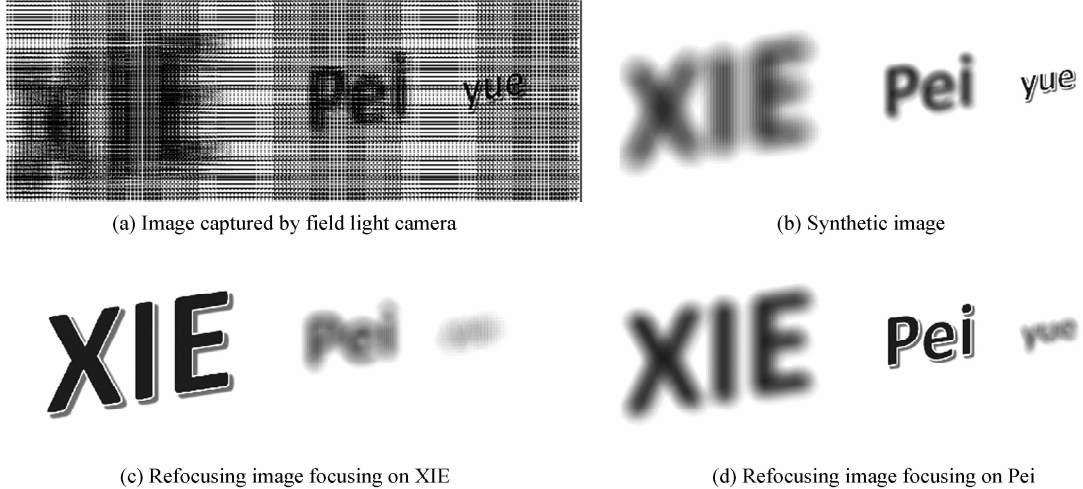 XIE Pei yue
XIE Pei yue
(a) Image captured by field light camera
(b) Synthetic image
XIE Pei yue
XIE Pei yue
(c) Refocusing image focusing on XIE
(d) Refocusing image focusing on Pei